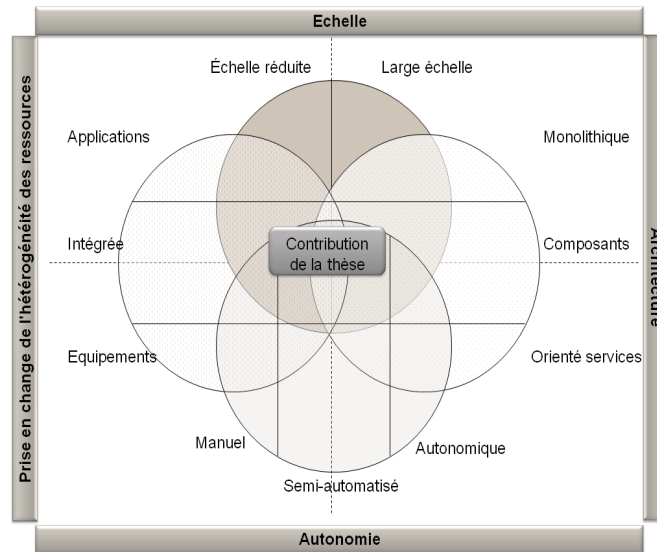 Echelle
Échelle réduite
Large échelle
Prise en change de l'hétérogénéité des ressources
Applications
Monolithique
Intégrée
Contribution
de la thèse
Composants
Architecture
Equipements
Orienté services
Manuel
Autonomique
Semi-automatisé
Autonomie